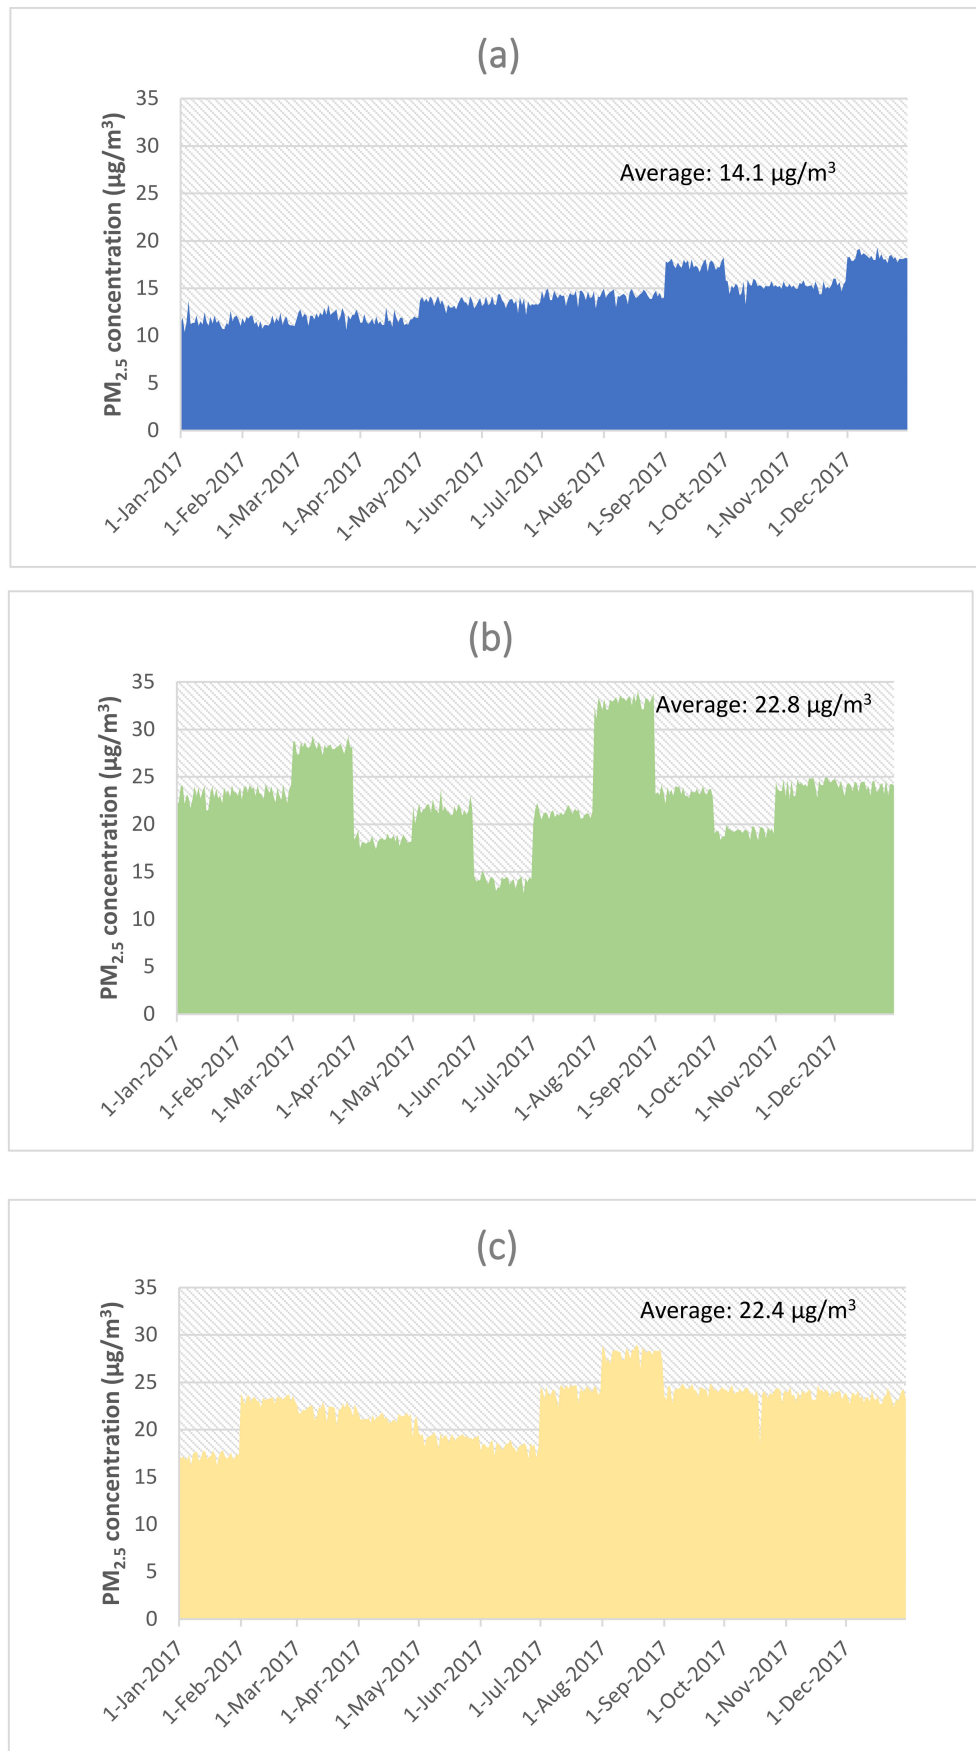 (a)
PM2.5 concentration (μg/m³)
35
30
25
20
15
10
5
0
Average: 14.1 μg/m³
1-Jan-2017
1-Feb-2017
1-Mar-2017
1-Apr-2017
1-May-2017
1-Jun-2017
1-Jul-2017
1-Aug-2017
1-Sep-2017
1-Oct-2017
1-Nov-2017
1-Dec-2017
(b)
PM2.5 concentration (μg/m³)
35
30
25
20
15
10
5
0
Average: 22.8 μg/m³
1-Jan-2017
1-Feb-2017
1-Mar-2017
1-Apr-2017
1-May-2017
1-Jun-2017
1-Jul-2017
1-Aug-2017
1-Sep-2017
1-Oct-2017
1-Nov-2017
1-Dec-2017
(c)
PM2.5 concentration (μg/m³)
35
30
25
20
15
10
5
0
Average: 22.4 μg/m³
1-Jan-2017
1-Feb-2017
1-Mar-2017
1-Apr-2017
1-May-2017
1-Jun-2017
1-Jul-2017
1-Aug-2017
1-Sep-2017
1-Oct-2017
1-Nov-2017
1-Dec-2017